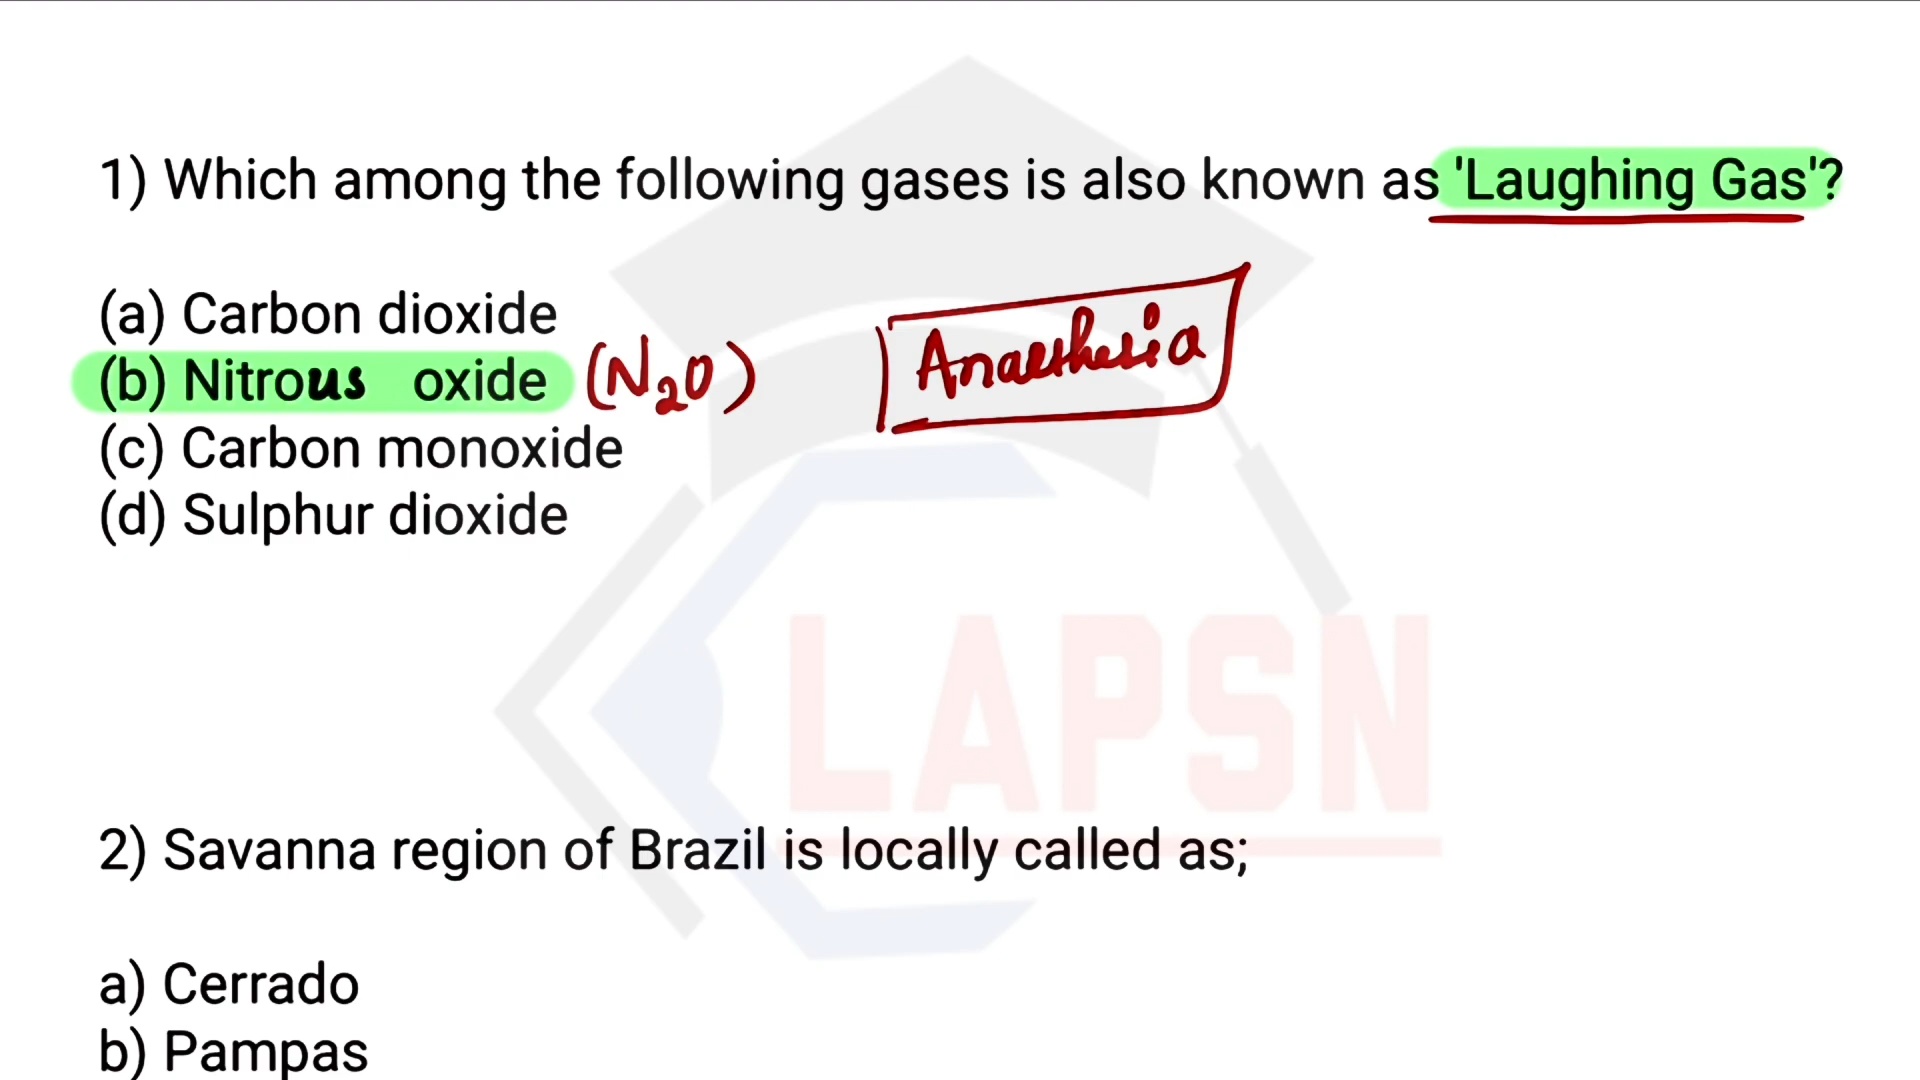 1) Which among the following gases is also known as 'Laughing Gas'?
(a) Carbon dioxide
(b) Nitrous oxide (N₂O) Anaesthesia
(c) Carbon monoxide
(d) Sulphur dioxide
LAPSN
2) Savanna region of Brazil is locally called as;
a) Cerrado
b) Pampas